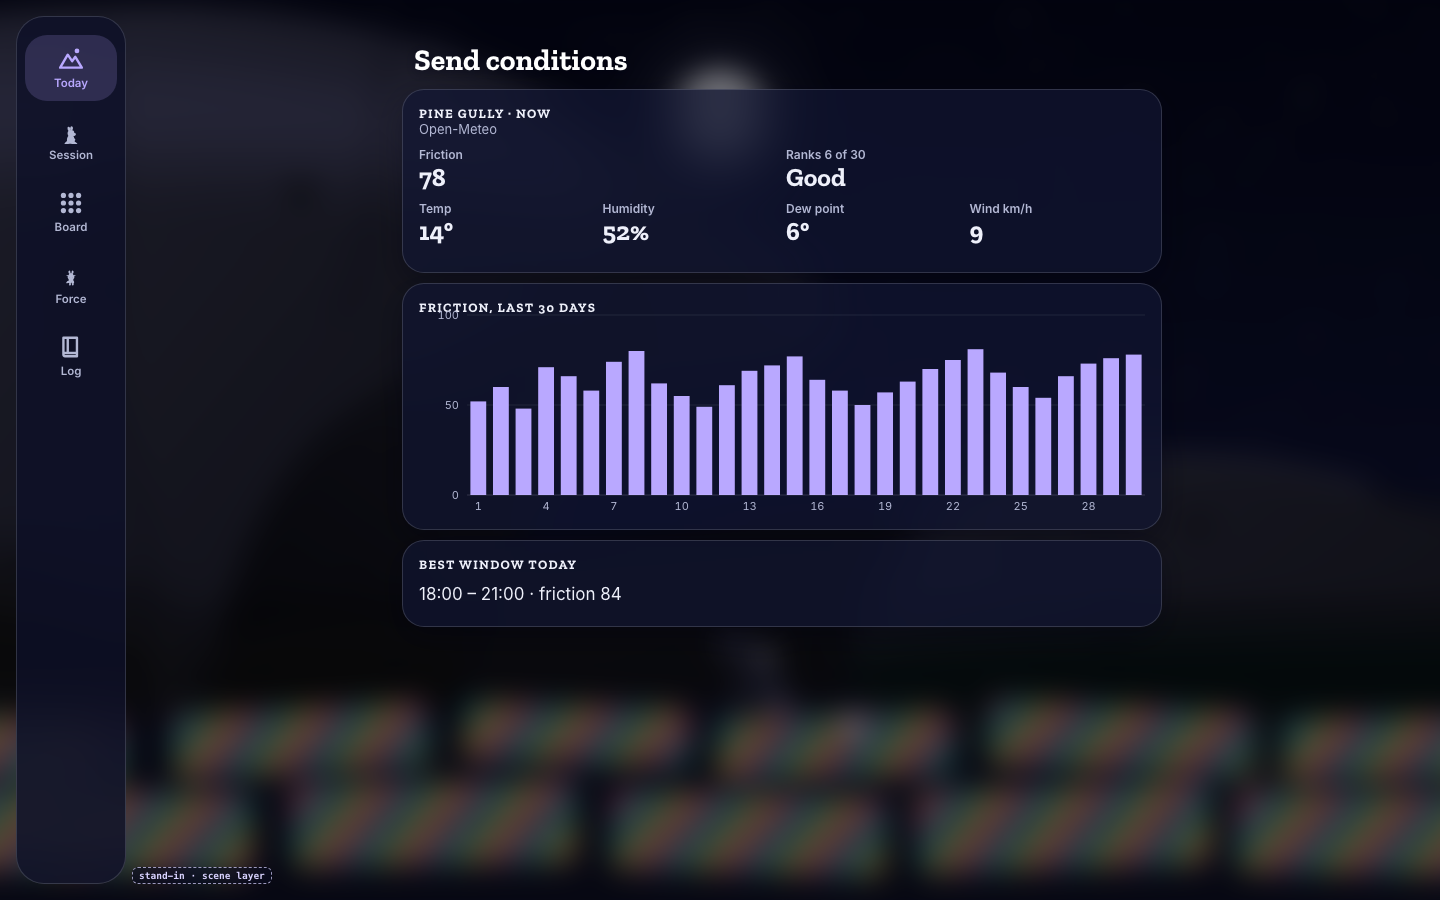 Today
Session
Board
Force
Log
Send conditions
PINE GULLY · NOW
Open-Meteo
Friction
Ranks 6 of 30
78
Good
Temp
Humidity
Dew point
Wind km/h
14°
52%
6°
9
FRICTION, LAST 30 DAYS
100
50
0
1 4 7 10 13 16 19 22 25 28
BEST WINDOW TODAY
18:00 – 21:00 · friction 84
stand-in · scene layer